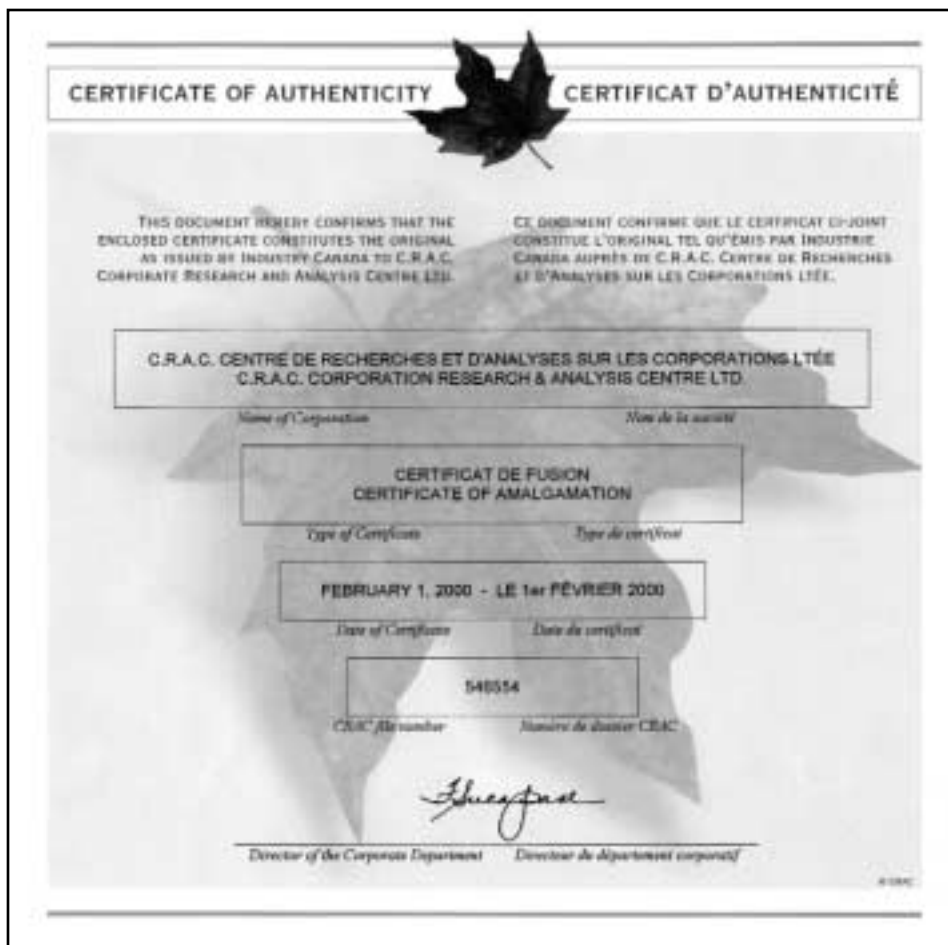 CERTIFICATE OF AUTHENTICITY
CERTIFICAT D'AUTHENTICITÉ
THIS DOCUMENT HEREBY CONFIRMS THAT THE
ENCLOSED CERTIFICATE CONSTITUTES THE ORIGINAL
AS ISSUED BY INDUSTRY CANADA TO C.R.A.C.
CORPORATE RESEARCH AND ANALYSIS CENTRE LTD.
CE DOCUMENT CONFIRME QUE LE CERTIFICAT CI-JOINT
CONSTITUE L'ORIGINAL TEL QU'ÉMIS PAR INDUSTRIE
CANADA AUPRÈS DE C.R.A.C. CENTRE DE RECHERCHES
ET D'ANALYSES SUR LES CORPORATIONS LTÉE.
C.R.A.C. CENTRE DE RECHERCHES ET D'ANALYSES SUR LES CORPORATIONS LTÉE
C.R.A.C. CORPORATION RESEARCH & ANALYSIS CENTRE LTD.
Name of Corporation Nom de la société
CERTIFICAT DE FUSION
CERTIFICATE OF AMALGAMATION
Type of Certificate Type de certificat
FEBRUARY 1, 2000 - LE 1er FÉVRIER 2000
Date of Certificate Date du certificat
546554
CRAC file number Numéro de dossier CRAC
Director of the Corporate Department Directeur du département corporatif